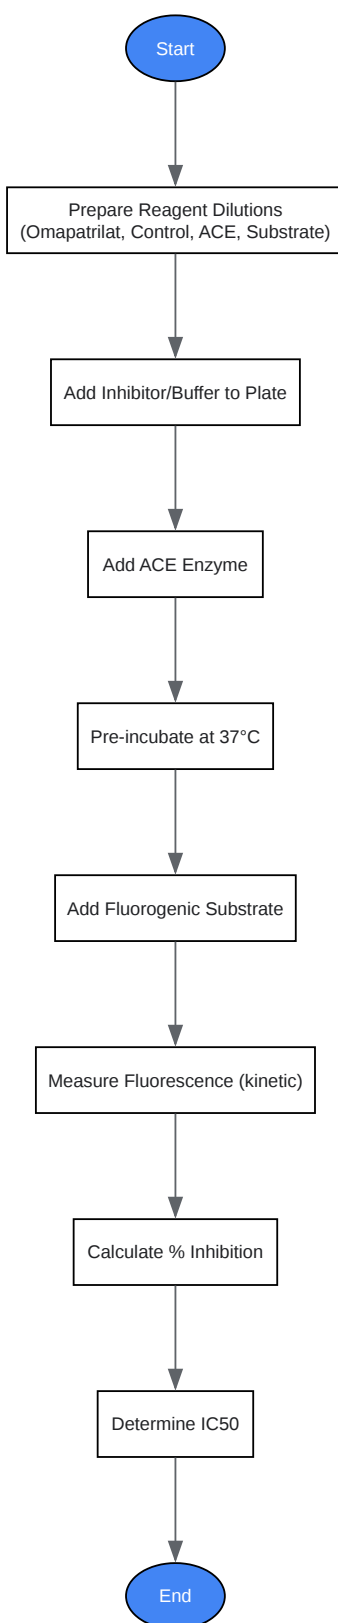 Start
Prepare Reagent Dilutions
(Omapatrilat, Control, ACE, Substrate)
Add Inhibitor/Buffer to Plate
Add ACE Enzyme
Pre-incubate at 37°C
Add Fluorogenic Substrate
Measure Fluorescence (kinetic)
Calculate % Inhibition
Determine IC50
End